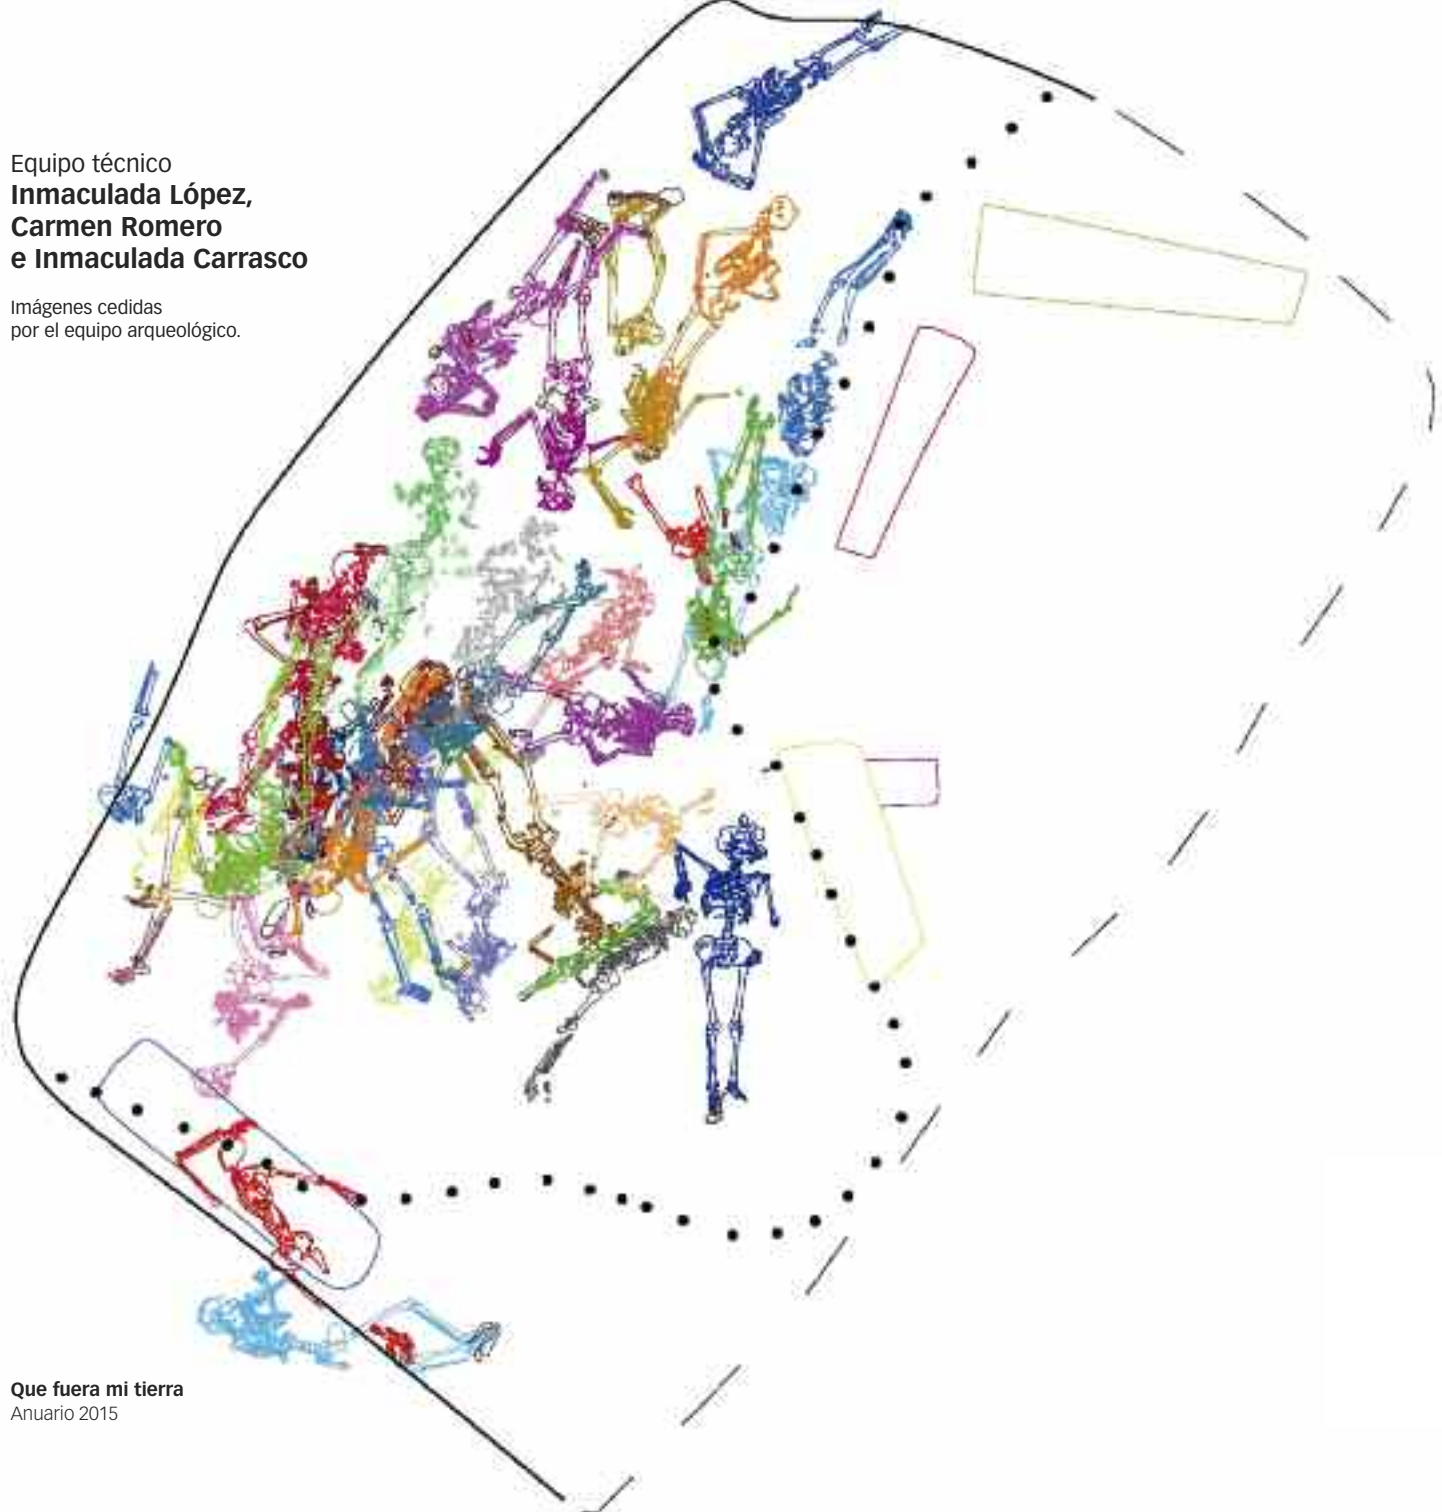 Equipo técnico
Inmaculada López,
Carmen Romero
e Inmaculada Carrasco
Imágenes cedidas
por el equipo arqueológico.
Que fuera mi tierra
Anuario 2015